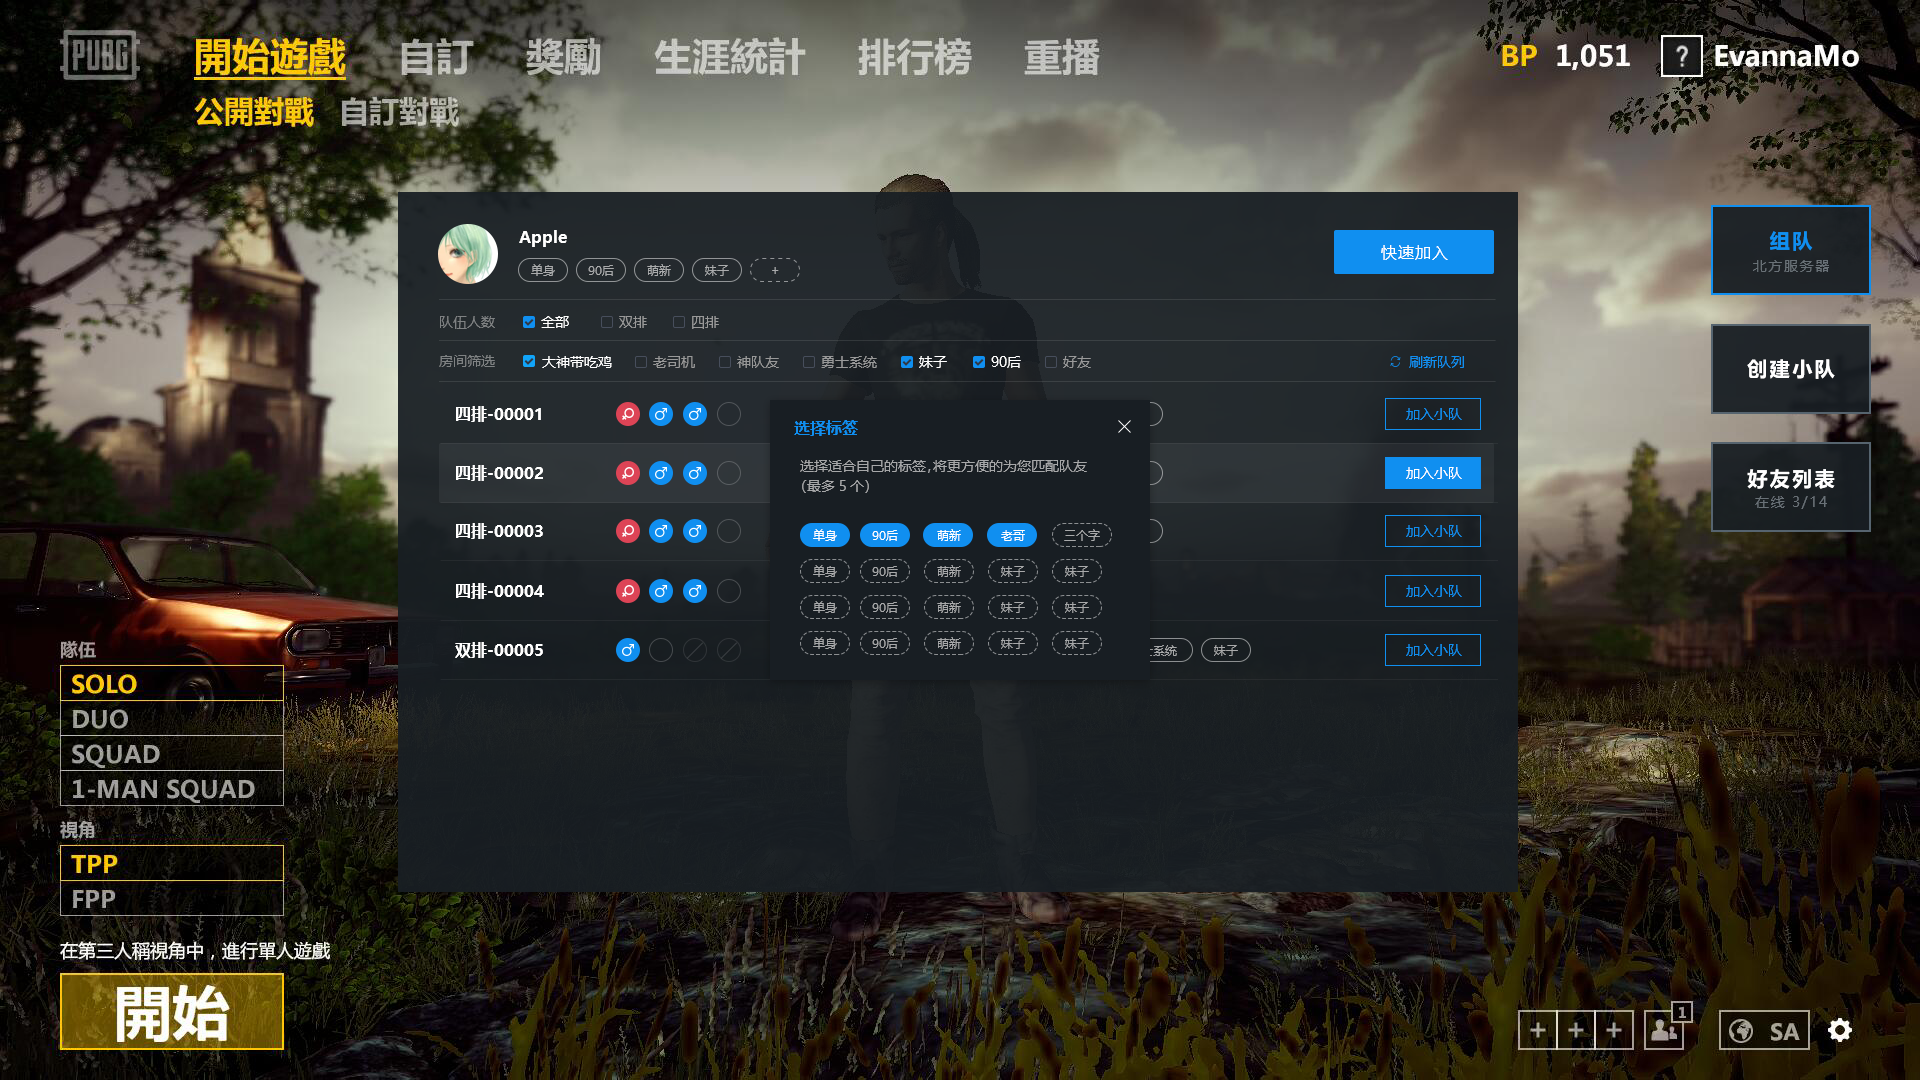 PUBG
開始遊戲 自訂 獎勵 生涯統計 排行榜 重播
BP 1,051 ? EvannaMo
公開對戰 自訂對戰
Apple
单身 90后 萌新 妹子 +
快速加入
队伍人数 全部 双排 四排
房间筛选 大神带吃鸡 老司机 神队友 勇士系统 妹子 90后 好友 刷新队列
四排-00001 加入小队
四排-00002 加入小队
四排-00003 加入小队
四排-00004 加入小队
双排-00005 士系统 妹子 加入小队
选择标签
选择适合自己的标签,将更方便的为您匹配队友
(最多 5 个)
单身 90后 萌新 老哥 三个字
单身 90后 萌新 妹子 妹子
单身 90后 萌新 妹子 妹子
单身 90后 萌新 妹子 妹子
组队
北方服务器
创建小队
好友列表
在线 3/14
隊伍
SOLO
DUO
SQUAD
1-MAN SQUAD
視角
TPP
FPP
在第三人稱視角中，進行單人遊戲
開始
+ + + 1 SA